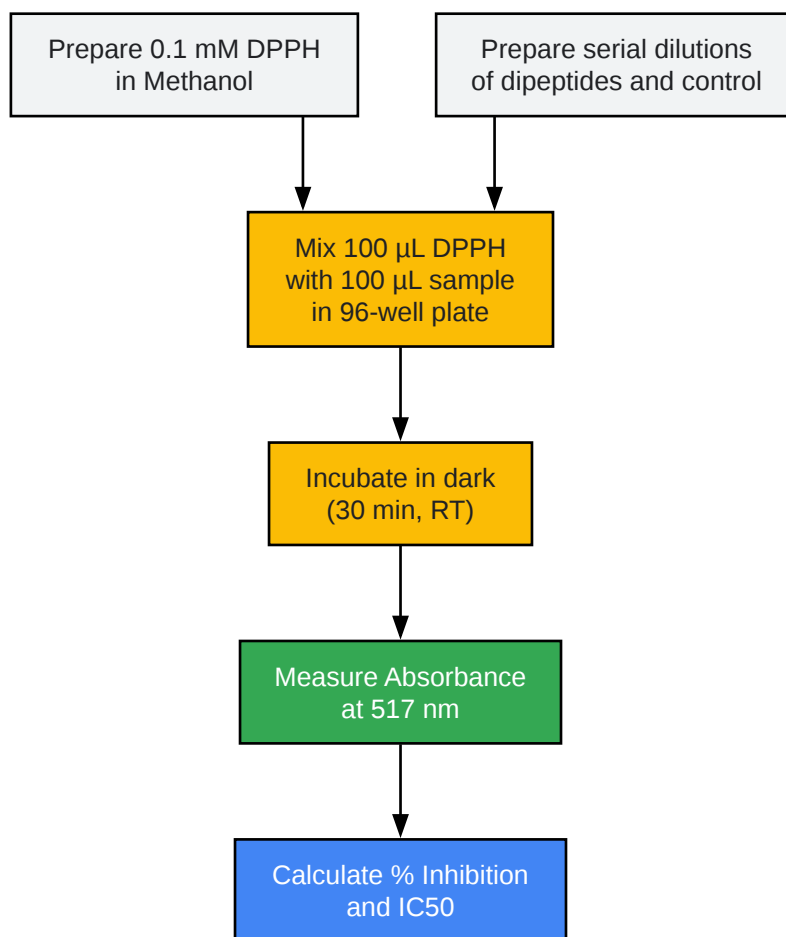 Prepare 0.1 mM DPPH
in Methanol
Prepare serial dilutions
of dipeptides and control
Mix 100 µL DPPH
with 100 µL sample
in 96-well plate
Incubate in dark
(30 min, RT)
Measure Absorbance
at 517 nm
Calculate % Inhibition
and IC50